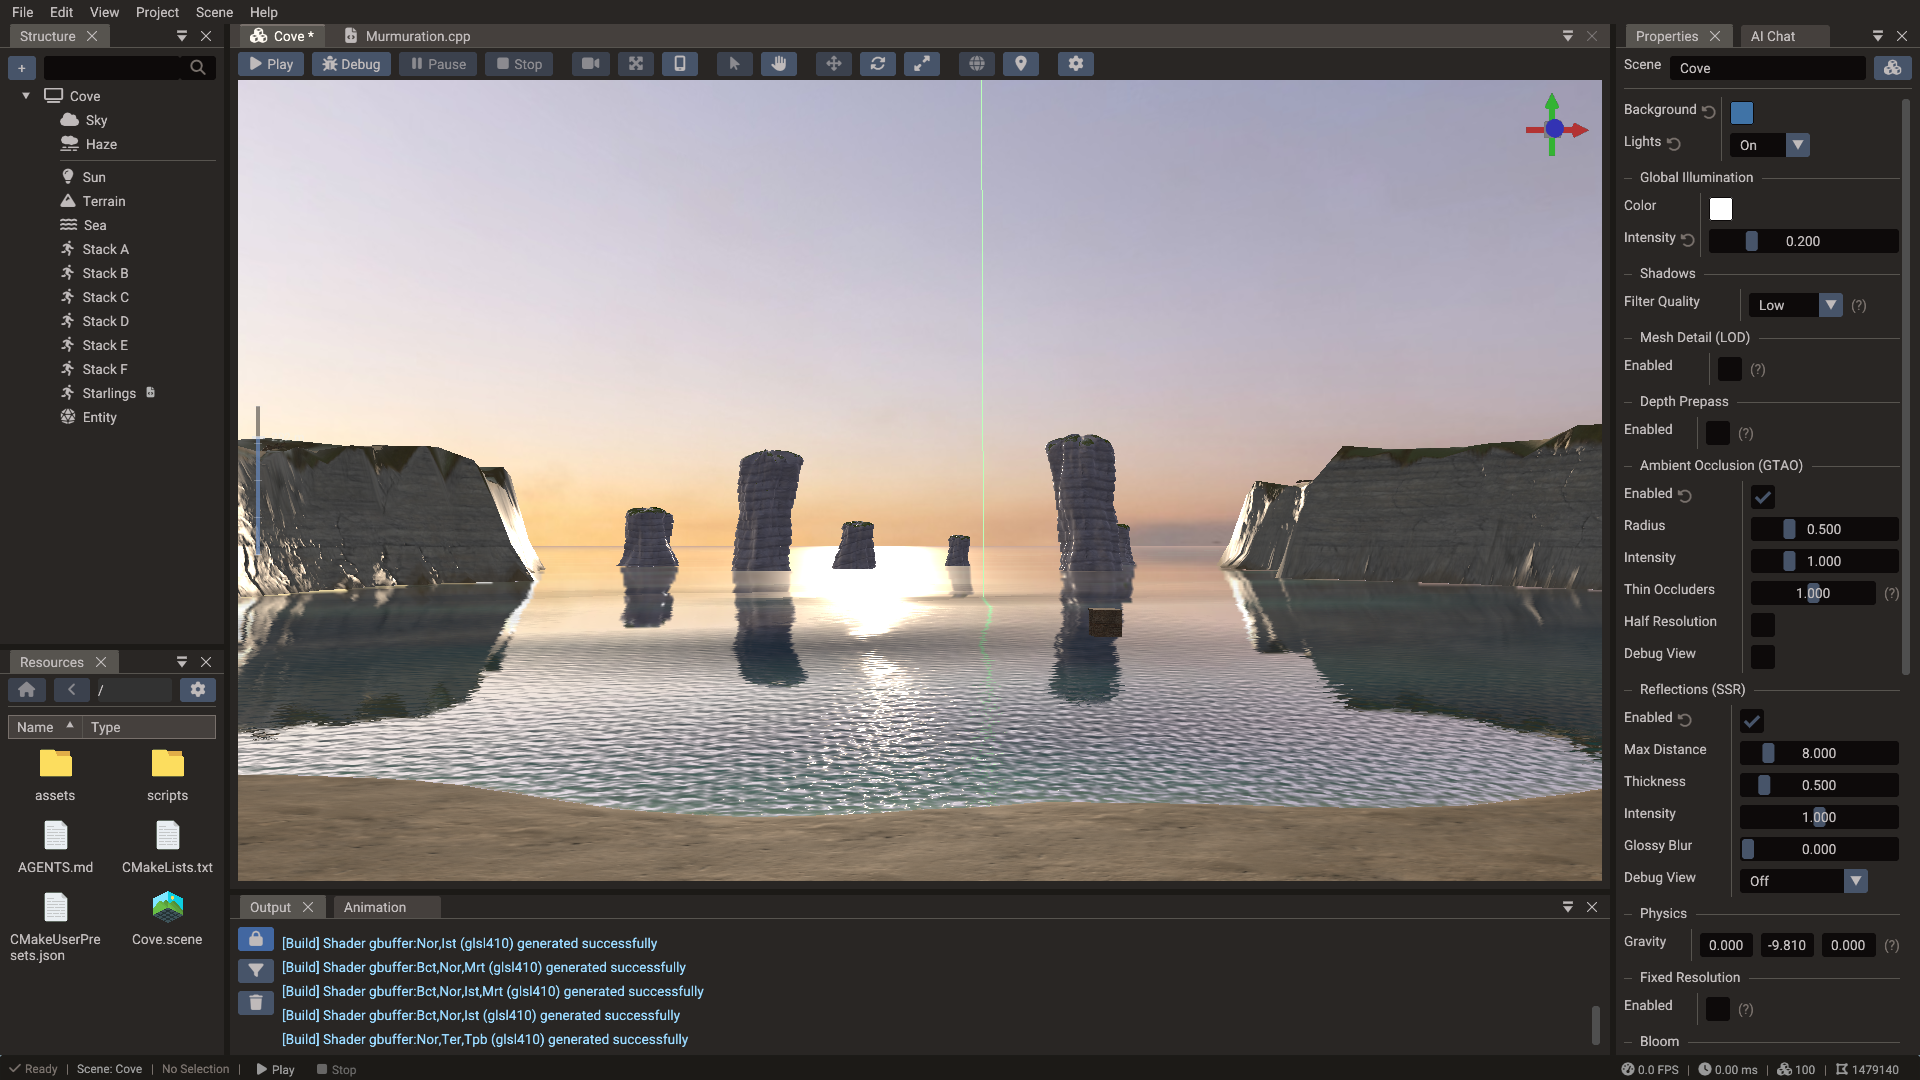 File Edit View Project Scene Help
Structure
Cove
Sky
Haze
Sun
Terrain
Sea
Stack A
Stack B
Stack C
Stack D
Stack E
Stack F
Starlings
Entity
Resources
/
Name Type
assets
scripts
AGENTS.md
CMakeLists.txt
CMakeUserPre
sets.json
Cove.scene
Cove *
Murmuration.cpp
Play Debug Pause Stop
Output
Animation
[Build] Shader gbuffer:Nor,Ist (glsl410) generated successfully
[Build] Shader gbuffer:Bct,Nor,Mrt (glsl410) generated successfully
[Build] Shader gbuffer:Bct,Nor,Ist,Mrt (glsl410) generated successfully
[Build] Shader gbuffer:Bct,Nor,Ist (glsl410) generated successfully
[Build] Shader gbuffer:Nor,Ter,Tpb (glsl410) generated successfully
Properties
AI Chat
Scene Cove
Background
Lights On
Global Illumination
Color
Intensity 0.200
Shadows
Filter Quality Low (?)
Mesh Detail (LOD)
Enabled (?)
Depth Prepass
Enabled (?)
Ambient Occlusion (GTAO)
Enabled
Radius 0.500
Intensity 1.000
Thin Occluders 1.000 (?)
Half Resolution
Debug View
Reflections (SSR)
Enabled
Max Distance 8.000
Thickness 0.500
Intensity 1.000
Glossy Blur 0.000
Debug View Off
Physics
Gravity 0.000 -9.810 0.000 (?)
Fixed Resolution
Enabled (?)
Bloom
Ready | Scene: Cove | No Selection | Play Stop
0.0 FPS | 0.00 ms | 100 | 1479140